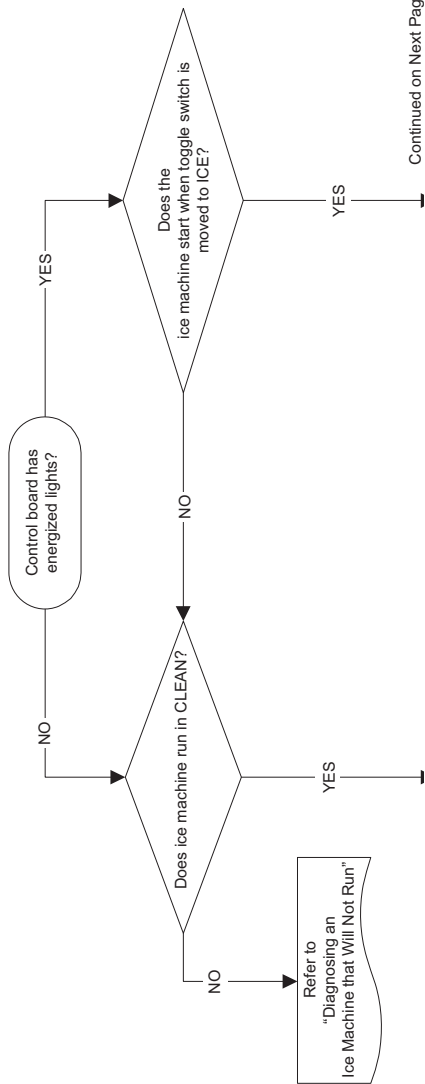 Control board has
energized lights?
NO
YES
Does ice machine run in CLEAN?
NO
Does the
ice machine start when toggle switch is
moved to ICE?
NO
Refer to
“Diagnosing an
Ice Machine that Will Not Run”
YES
YES
Continued on Next Pag